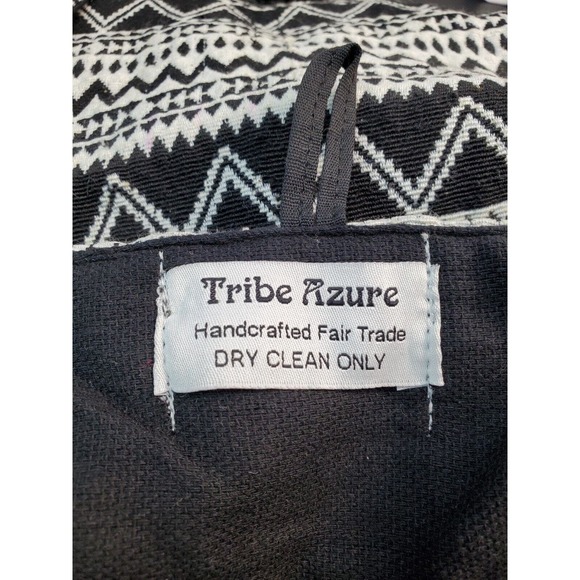 Tribe Azure
Handcrafted Fair Trade
DRY CLEAN ONLY